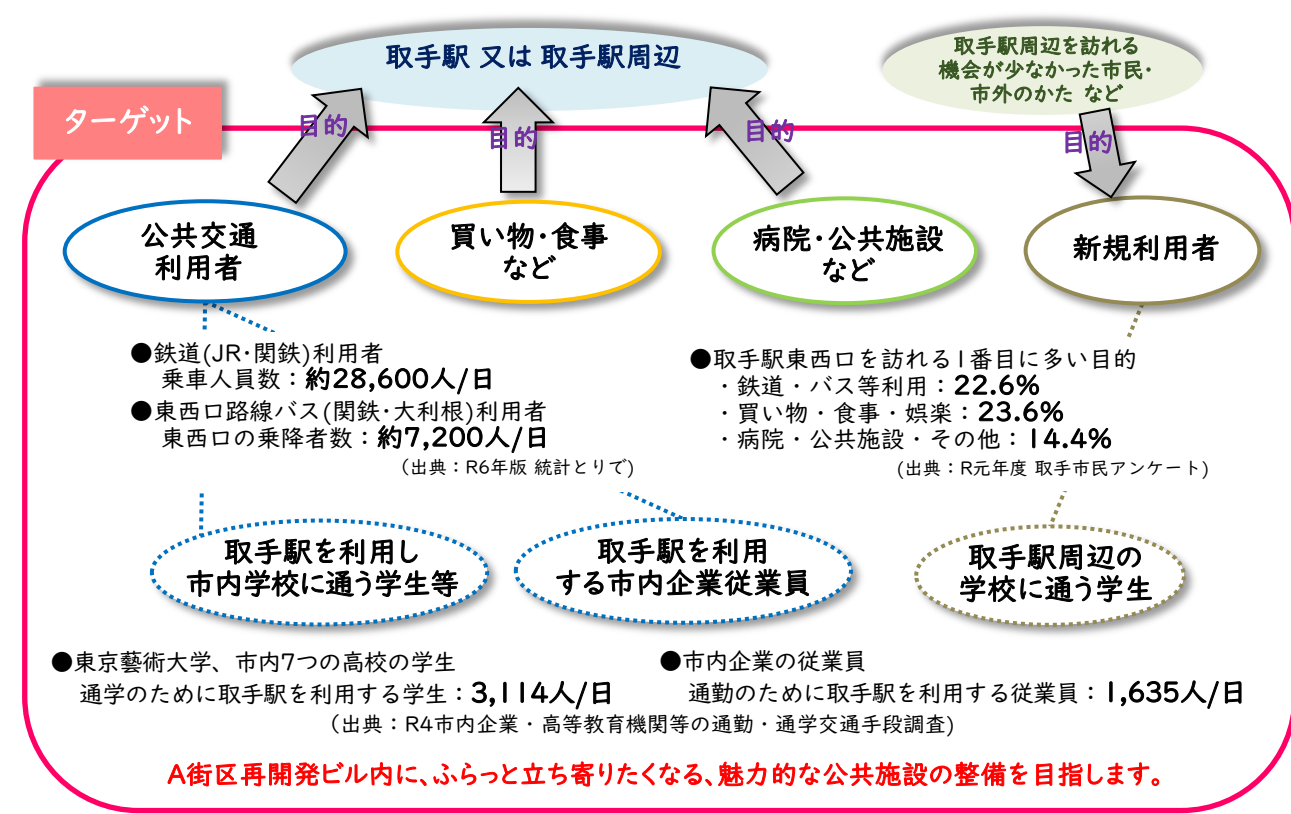 取手駅 又は 取手駅周辺
取手駅周辺を訪れる
機会が少なかった市民・
市外のかた など
ターゲット
目的
目的
目的
目的
公共交通
利用者
買い物・食事
など
病院・公共施設
など
新規利用者
●鉄道(JR・関鉄)利用者
乗車人員数：約28,600人/日
●東西口路線バス(関鉄・大利根)利用者
東西口の乗降者数：約7,200人/日
(出典：R6年版 統計とりで)
●取手駅東西口を訪れる1番目に多い目的
・鉄道・バス等利用：22.6%
・買い物・食事・娯楽：23.6%
・病院・公共施設・その他：14.4%
(出典：R元年度 取手市民アンケート)
取手駅を利用し
市内学校に通う学生等
取手駅を利用
する市内企業従業員
取手駅周辺の
学校に通う学生
●東京藝術大学、市内7つの高校の学生
通学のために取手駅を利用する学生：3,114人/日
●市内企業の従業員
通勤のために取手駅を利用する従業員：1,635人/日
(出典：R4市内企業・高等教育機関等の通勤・通学交通手段調査)
A街区再開発ビル内に、ふらっと立ち寄りたくなる、魅力的な公共施設の整備を目指します。